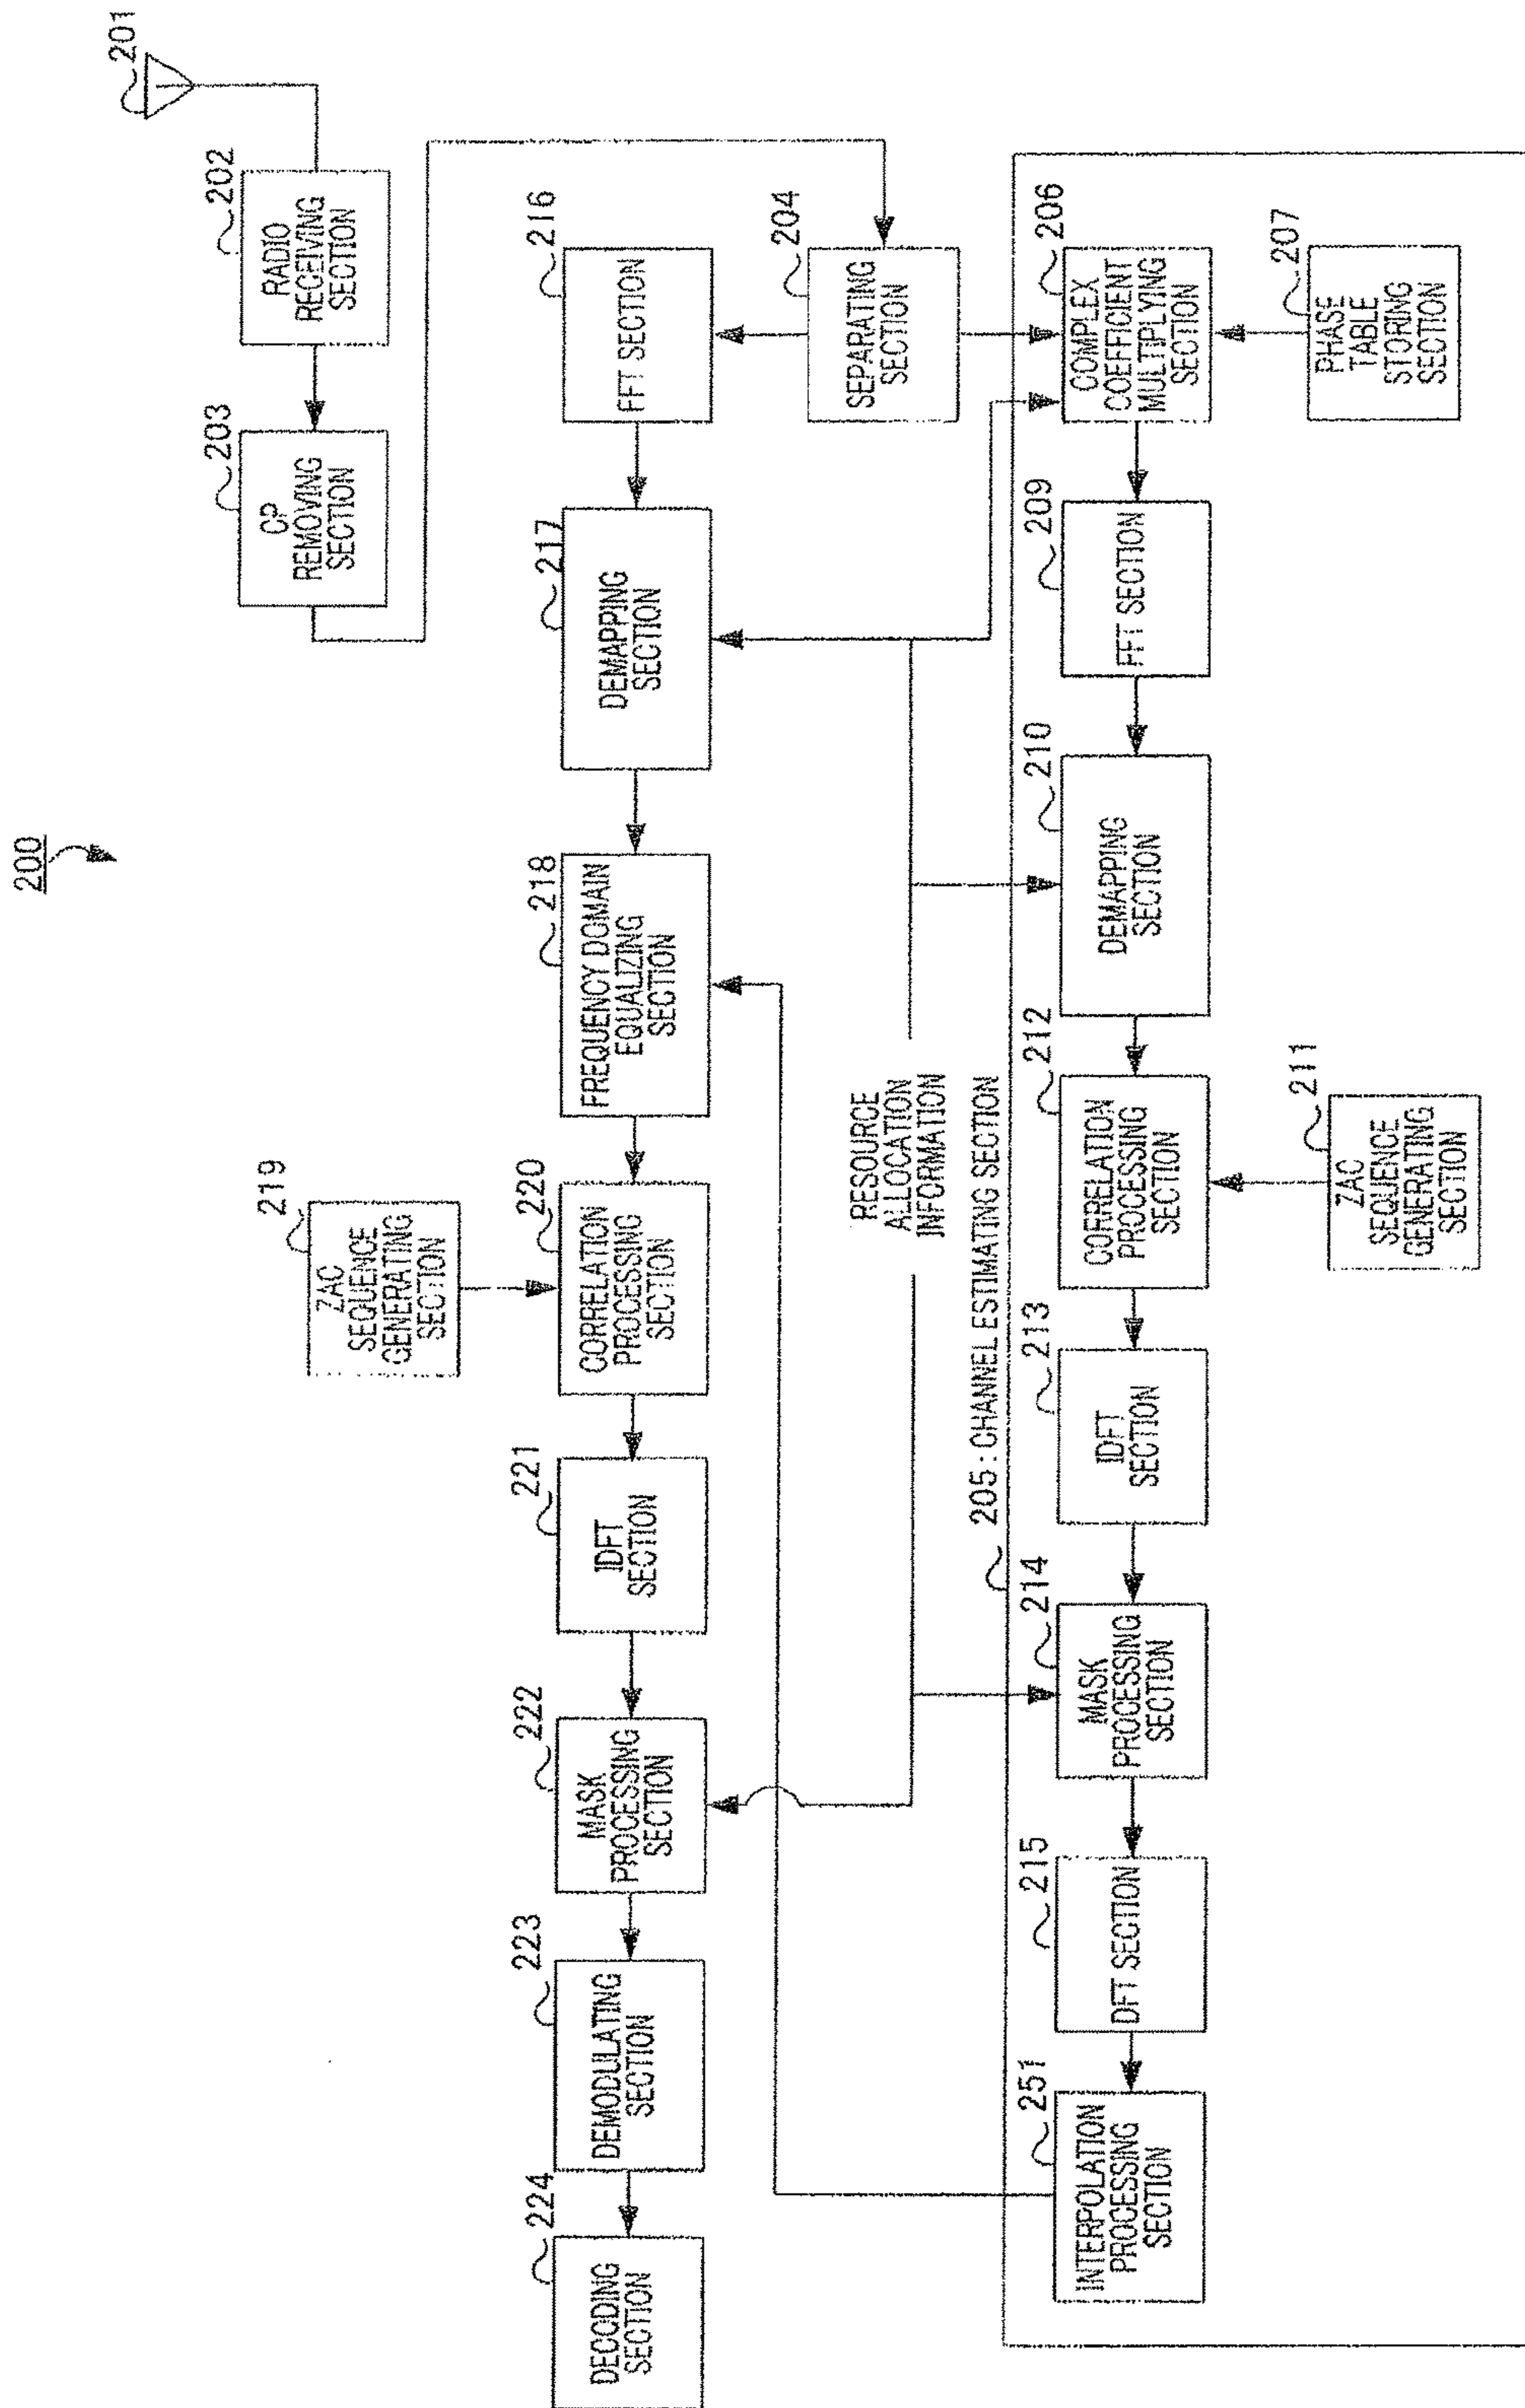 200
201
202
RADIO
RECEIVING
SECTION
203
CP
REMOVING
SECTION
204
SEPARATING
SECTION
216
FFT SECTION
217
DEMAPPING
SECTION
218
FREQUENCY DOMAIN
EQUALIZING
SECTION
219
ZAC
SEQUENCE
GENERATING
SECTION
220
CORRELATION
PROCESSING
SECTION
221
IDFT
SECTION
222
MASK
PROCESSING
SECTION
223
DEMODULATING
SECTION
224
DECODING
SECTION
RESOURCE
ALLOCATION
INFORMATION
205 : CHANNEL ESTIMATING SECTION
206
COMPLEX
COEFFICIENT
MULTIPLYING
SECTION
207
PHASE
TABLE
STORING
SECTION
209
FFT SECTION
210
DEMAPPING
SECTION
211
ZAC
SEQUENCE
GENERATING
SECTION
212
CORRELATION
PROCESSING
SECTION
213
IDFT
SECTION
214
MASK
PROCESSING
SECTION
215
DFT SECTION
251
INTERPOLATION
PROCESSING
SECTION